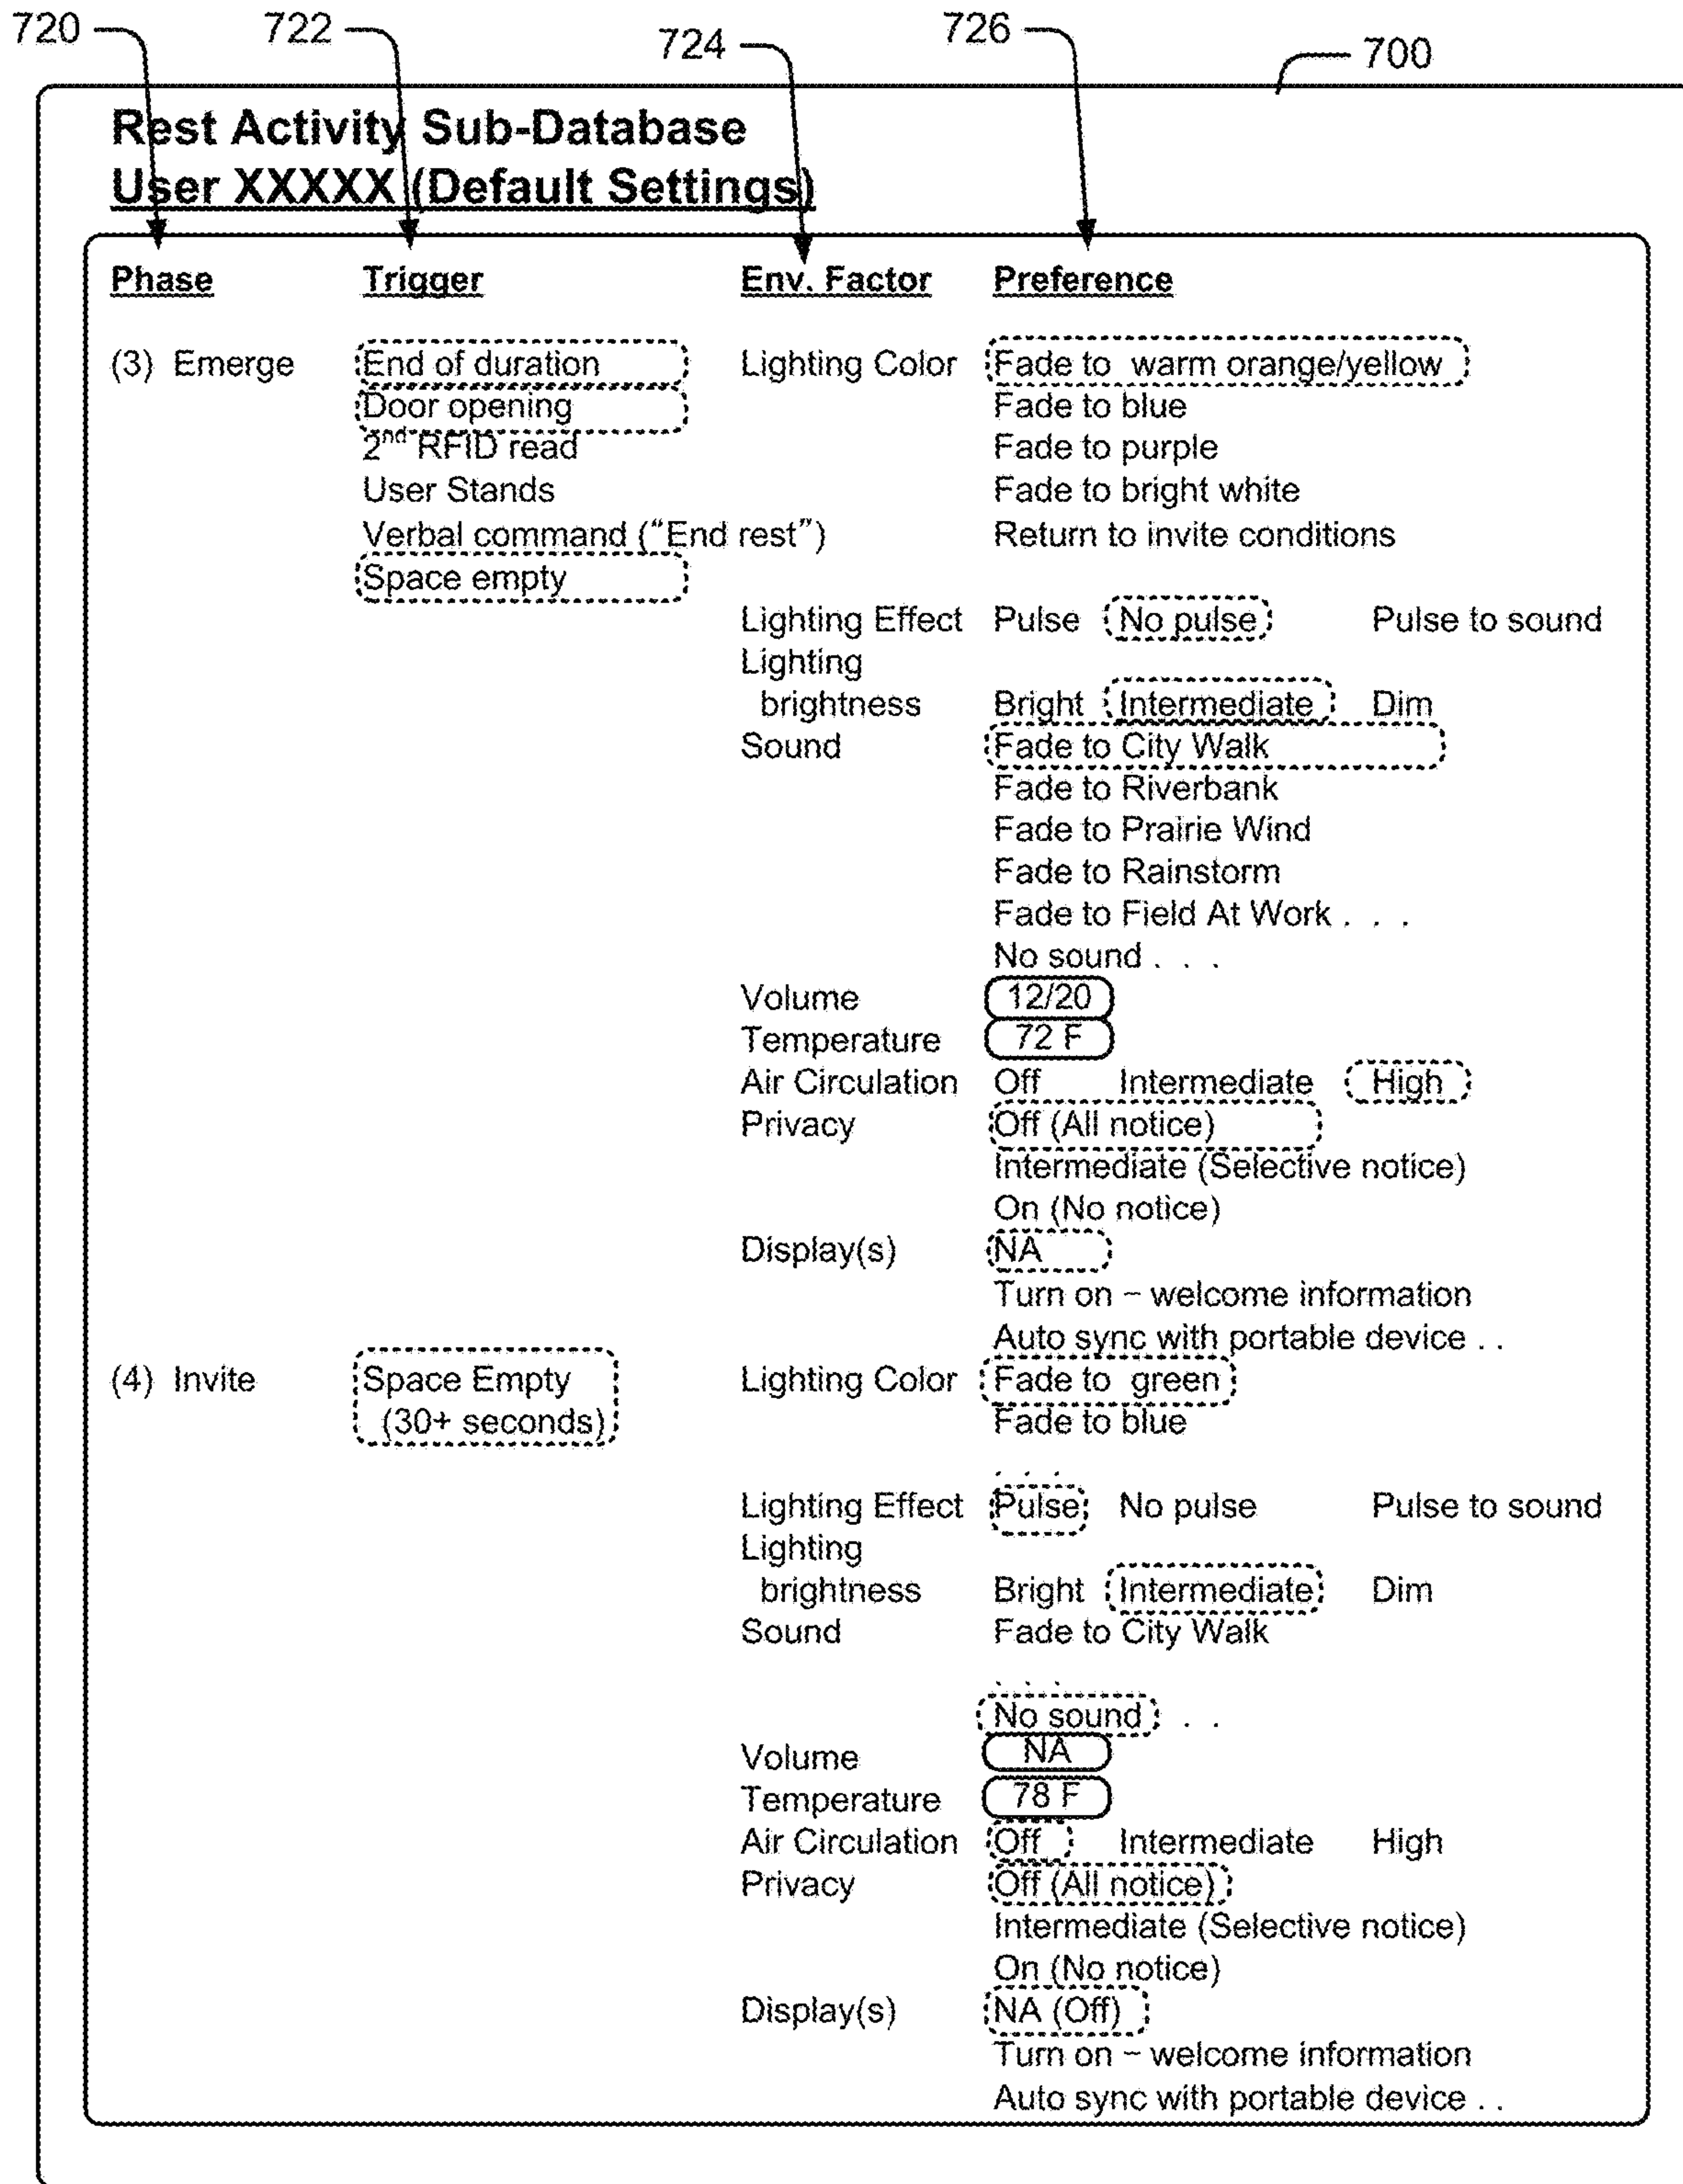 720 722 724 726 700
Rest Activity Sub-Database
User XXXXX (Default Settings)
Phase Trigger Env. Factor Preference
(3) Emerge End of duration Lighting Color Fade to warm orange/yellow
Door opening Fade to blue
2nd RFID read Fade to purple
User Stands Fade to bright white
Verbal command (“End rest”) Return to invite conditions
Space empty
Lighting Effect Pulse No pulse Pulse to sound
Lighting
brightness Bright Intermediate Dim
Sound Fade to City Walk
Fade to Riverbank
Fade to Prairie Wind
Fade to Rainstorm
Fade to Field At Work . . .
No sound . . .
Volume 12/20
Temperature 72 F
Air Circulation Off Intermediate High
Privacy Off (All notice)
Intermediate (Selective notice)
On (No notice)
Display(s) NA
Turn on – welcome information
Auto sync with portable device . .
(4) Invite Space Empty Lighting Color Fade to green
(30+ seconds) Fade to blue
. . .
Lighting Effect Pulse No pulse Pulse to sound
Lighting
brightness Bright Intermediate Dim
Sound Fade to City Walk
. . .
No sound . .
Volume NA
Temperature 78 F
Air Circulation Off Intermediate High
Privacy Off (All notice)
Intermediate (Selective notice)
On (No notice)
Display(s) NA (Off)
Turn on – welcome information
Auto sync with portable device . .